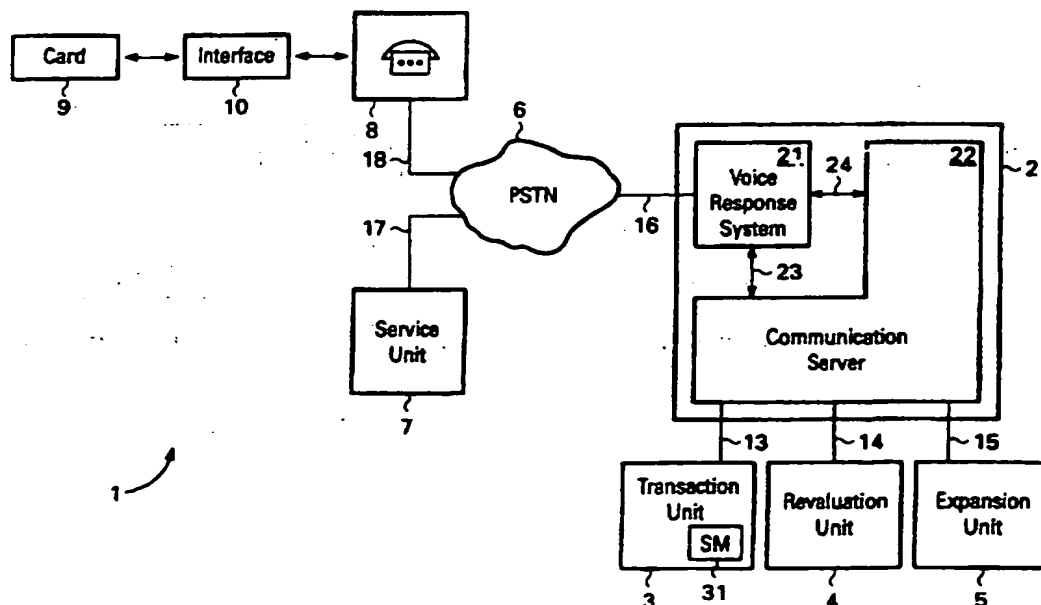 Card
9
Interface
10
8
18
6
PSTN
17
16
Service
Unit
7
21
Voice
Response
System
22
24
2
23
Communication
Server
13
14
15
1
Transaction
Unit
SM
31
3
Revaluation
Unit
4
Expansion
Unit
5